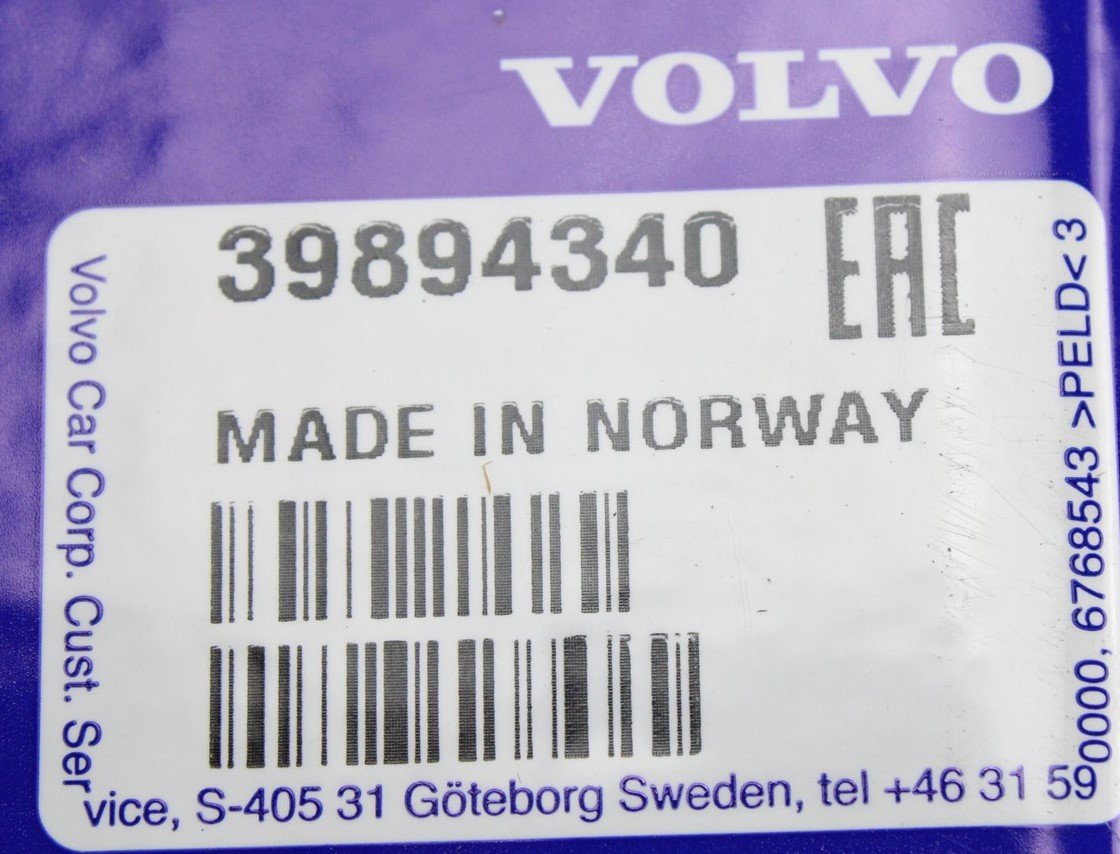 VOLVO
39894340 EAC
MADE IN NORWAY
Volvo Car Corp. Cust. Service, S-405 31 Göteborg Sweden, tel +46 31 590000, 6768543 >PELD< 3